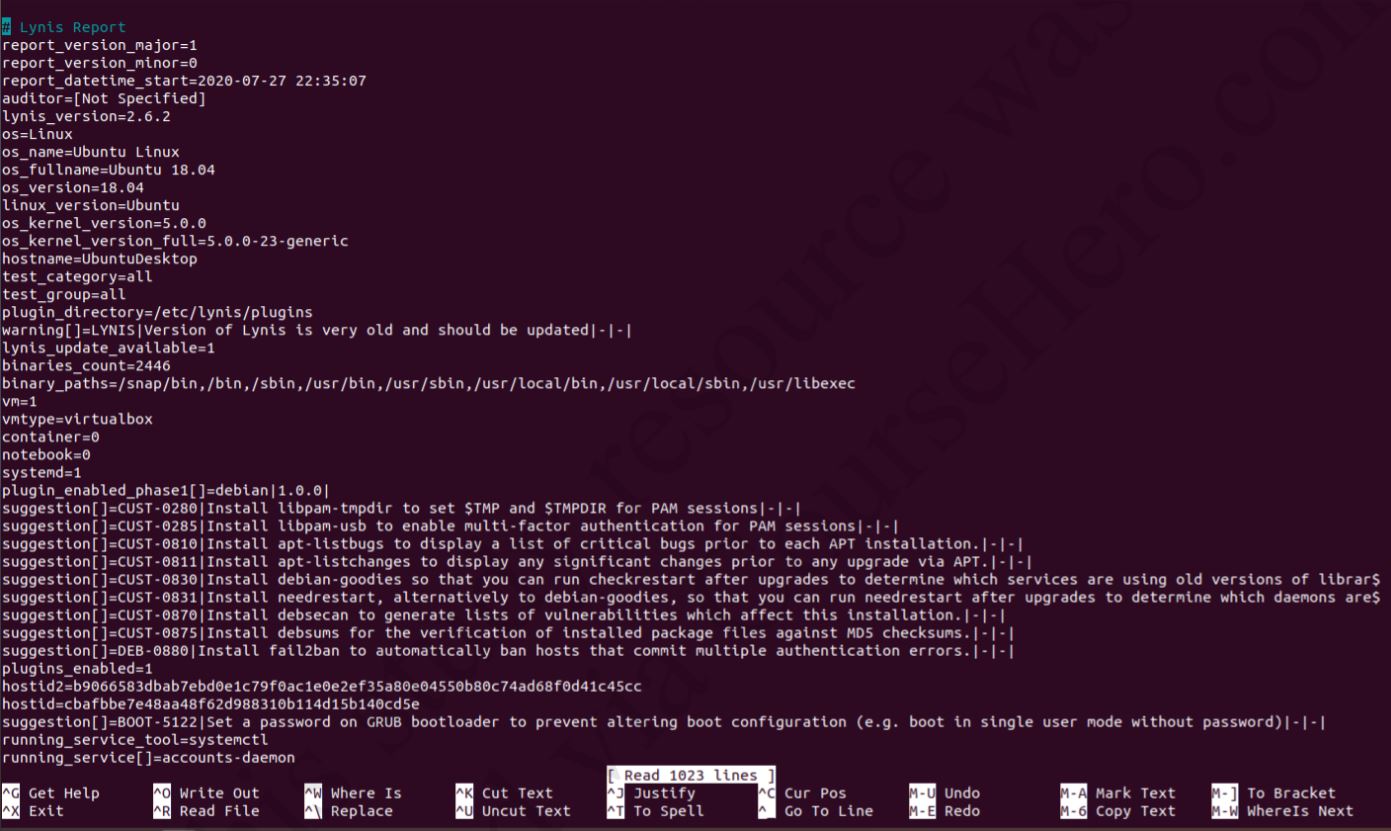 # Lynis Report
report_version_major=1
report_version_minor=0
report_datetime_start=2020-07-27 22:35:07
auditor=[Not Specified]
lynis_version=2.6.2
os=Linux
os_name=Ubuntu Linux
os_fullname=Ubuntu 18.04
os_version=18.04
linux_version=Ubuntu
os_kernel_version=5.0.0
os_kernel_version_full=5.0.0-23-generic
hostname=UbuntuDesktop
test_category=all
test_group=all
plugin_directory=/etc/lynis/plugins
warning[]=LYNIS|Version of Lynis is very old and should be updated|-|-|
lynis_update_available=1
binaries_count=2446
binary_paths=/snap/bin,/bin,/sbin,/usr/bin,/usr/sbin,/usr/local/bin,/usr/local/sbin,/usr/libexec
vm=1
vmtype=virtualbox
container=0
notebook=0
systemd=1
plugin_enabled_phase1[]=debian|1.0.0|
suggestion[]=CUST-0280|Install libpam-tmpdir to set $TMP and $TMPDIR for PAM sessions|-|-|
suggestion[]=CUST-0285|Install libpam-usb to enable multi-factor authentication for PAM sessions|-|-|
suggestion[]=CUST-0810|Install apt-listbugs to display a list of critical bugs prior to each APT installation.|-|-|
suggestion[]=CUST-0811|Install apt-listchanges to display any significant changes prior to any upgrade via APT.|-|-|
suggestion[]=CUST-0830|Install debian-goodies so that you can run checkrestart after upgrades to determine which services are using old versions of librar$
suggestion[]=CUST-0831|Install needrestart, alternatively to debian-goodies, so that you can run needrestart after upgrades to determine which daemons are$
suggestion[]=CUST-0870|Install debsecan to generate lists of vulnerabilities which affect this installation.|-|-|
suggestion[]=CUST-0875|Install debsums for the verification of installed package files against MD5 checksums.|-|-|
suggestion[]=DEB-0880|Install fail2ban to automatically ban hosts that commit multiple authentication errors.|-|-|
plugins_enabled=1
hostid2=b9066583dbab7ebd0e1c79f0ac1e0e2ef35a80e04550b80c74ad68f0d41c45cc
hostid=cbafbbe7e48aa48f62d988310b114d15b140cd5e
suggestion[]=BOOT-5122|Set a password on GRUB bootloader to prevent altering boot configuration (e.g. boot in single user mode without password)|-|-|
running_service_tool=systemctl
running_service[]=accounts-daemon
[ Read 1023 lines ]
^G Get Help ^O Write Out ^W Where Is ^K Cut Text ^J Justify ^C Cur Pos M-U Undo M-A Mark Text M-] To Bracket
^X Exit ^R Read File ^\ Replace ^U Uncut Text ^T To Spell ^_ Go To Line M-E Redo M-6 Copy Text M-W WhereIs Next
resource was